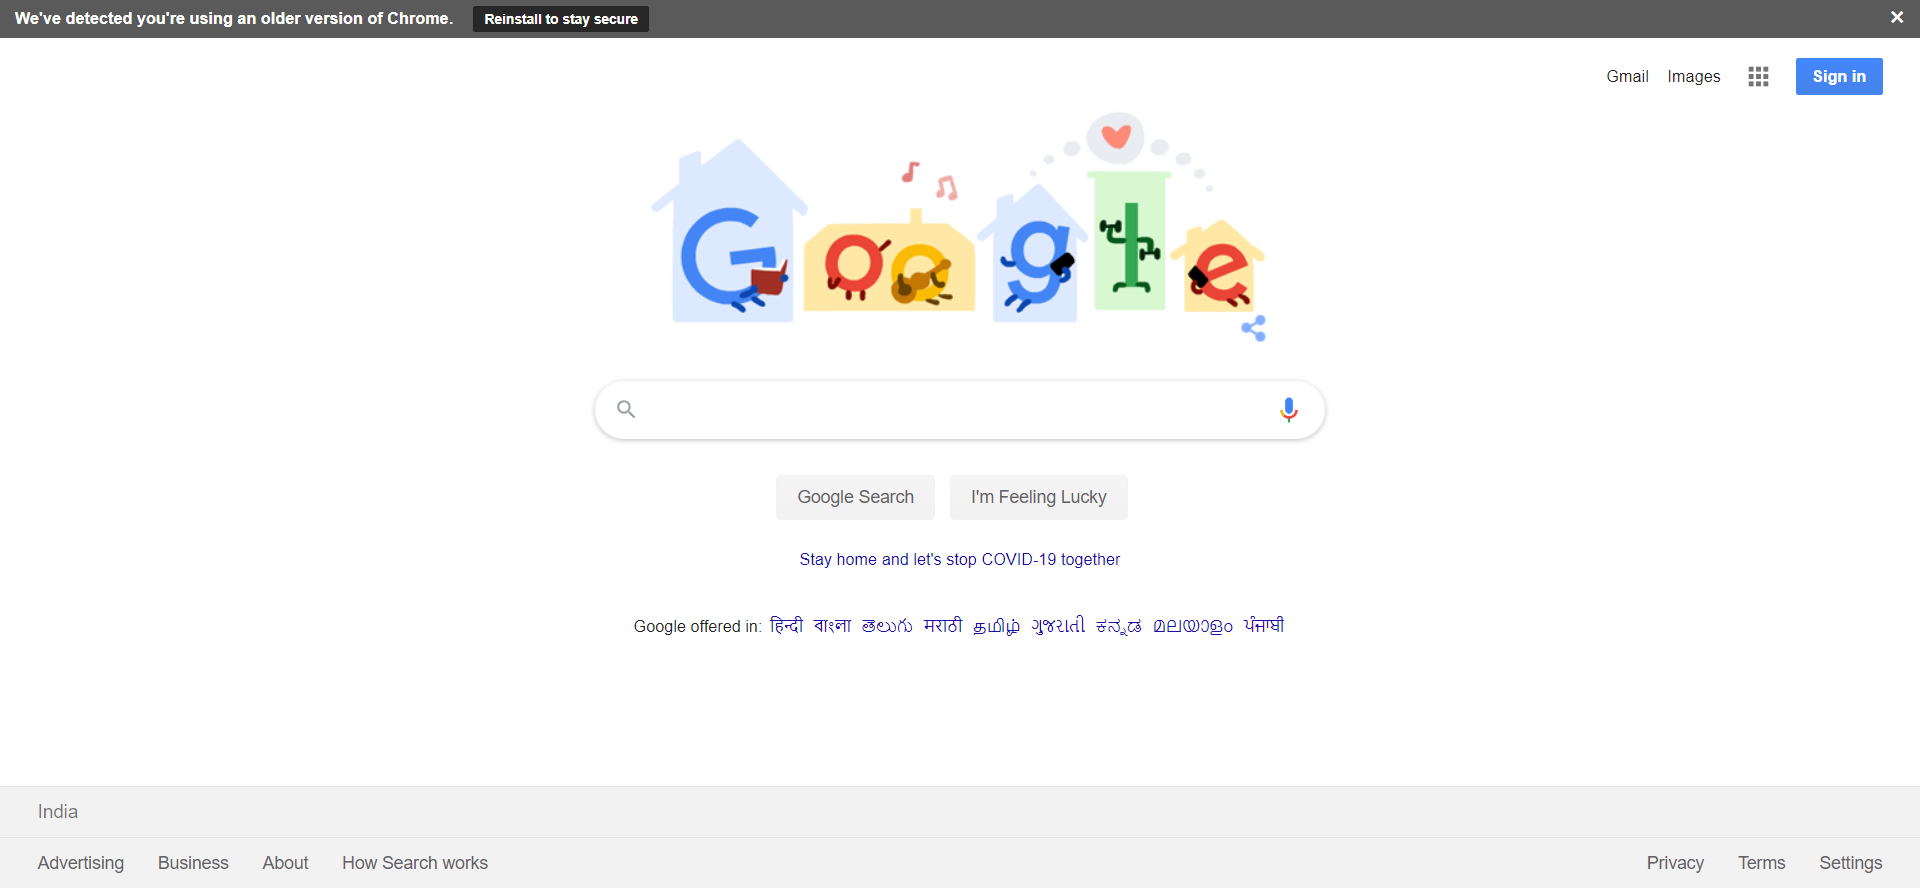 We've detected you're using an older version of Chrome. Reinstall to stay secure
Gmail Images Sign in
Google
Google Search I'm Feeling Lucky
Stay home and let's stop COVID-19 together
Google offered in: हिन्दी বাংলা తెలుగు मराठी தமிழ் ગુજરાતી ಕನ್ನಡ മലയാളം ਪੰਜਾਬੀ
India
Advertising Business About How Search works Privacy Terms Settings